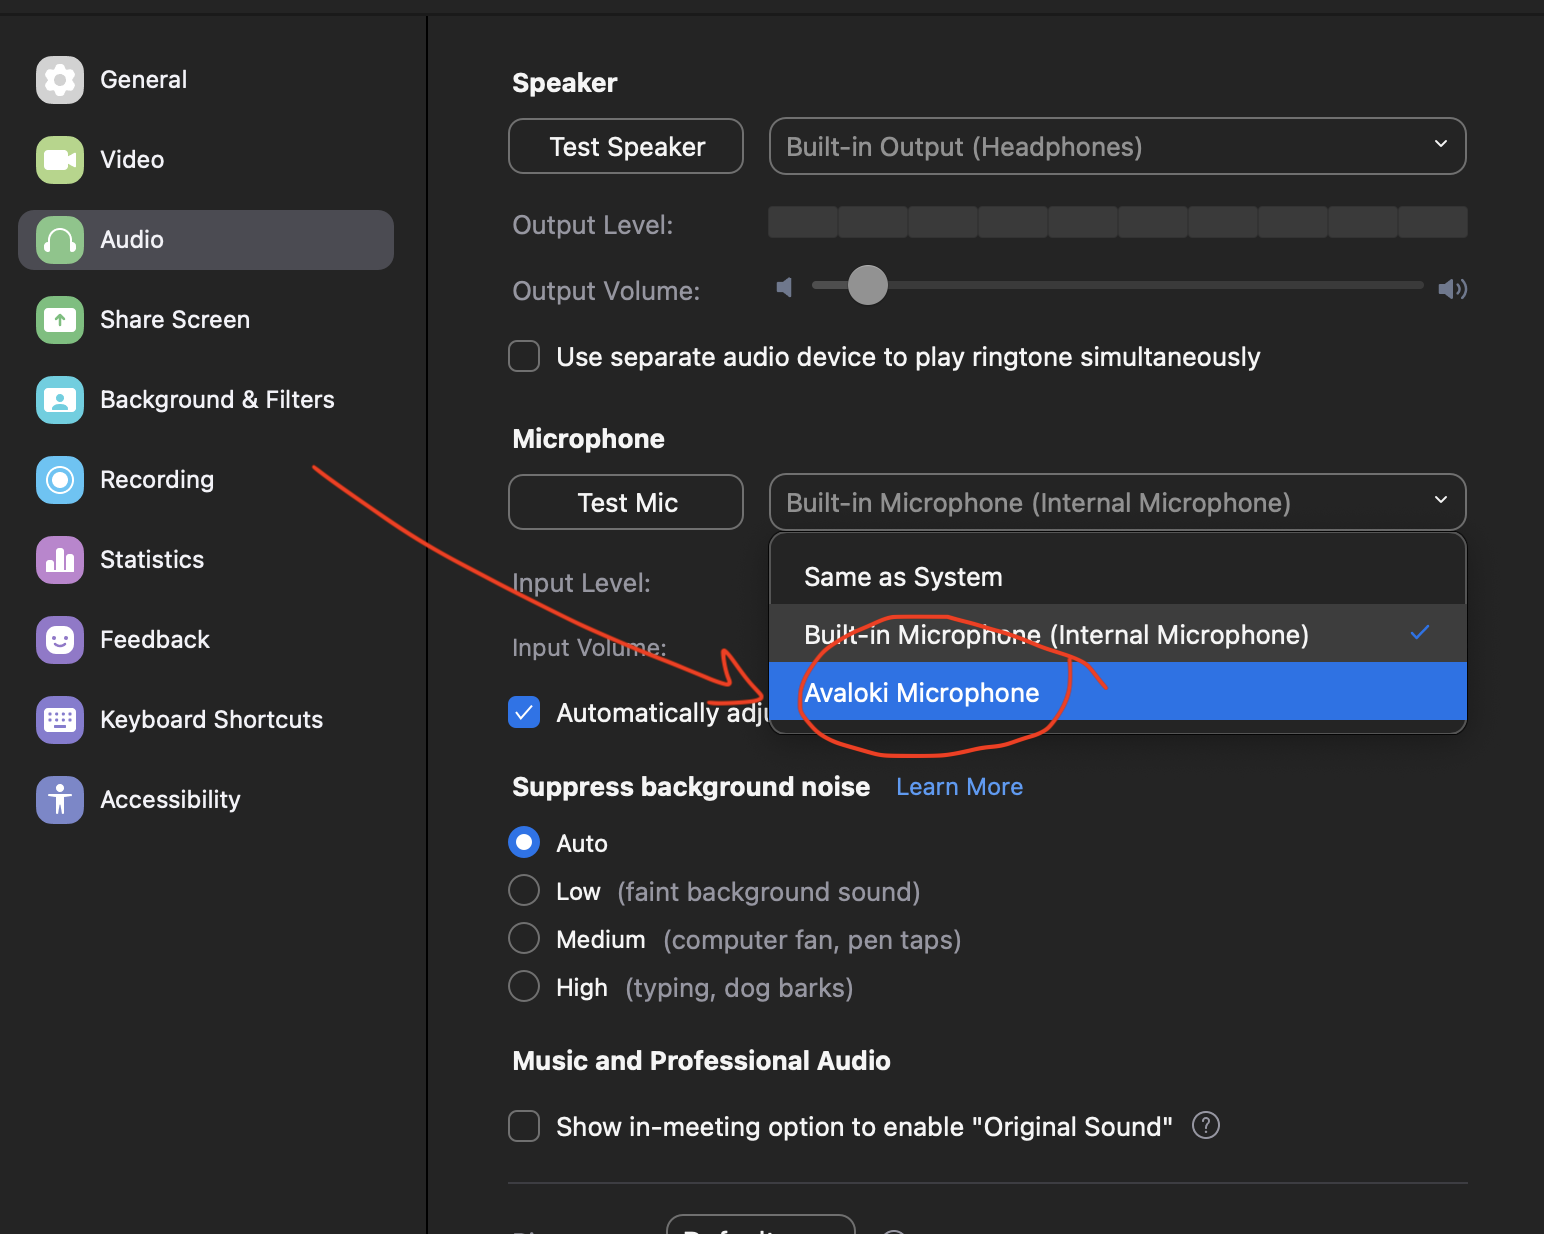 General
Video
Audio
Share Screen
Background & Filters
Recording
Statistics
Feedback
Keyboard Shortcuts
Accessibility
Speaker
Test Speaker
Built-in Output (Headphones)
Output Level:
Output Volume:
Use separate audio device to play ringtone simultaneously
Microphone
Test Mic
Built-in Microphone (Internal Microphone)
Same as System
Input Level:
Built-in Microphone (Internal Microphone)
Input Volume:
Avaloki Microphone
Automatically adju
Suppress background noise Learn More
Auto
Low (faint background sound)
Medium (computer fan, pen taps)
High (typing, dog barks)
Music and Professional Audio
Show in-meeting option to enable "Original Sound" ?